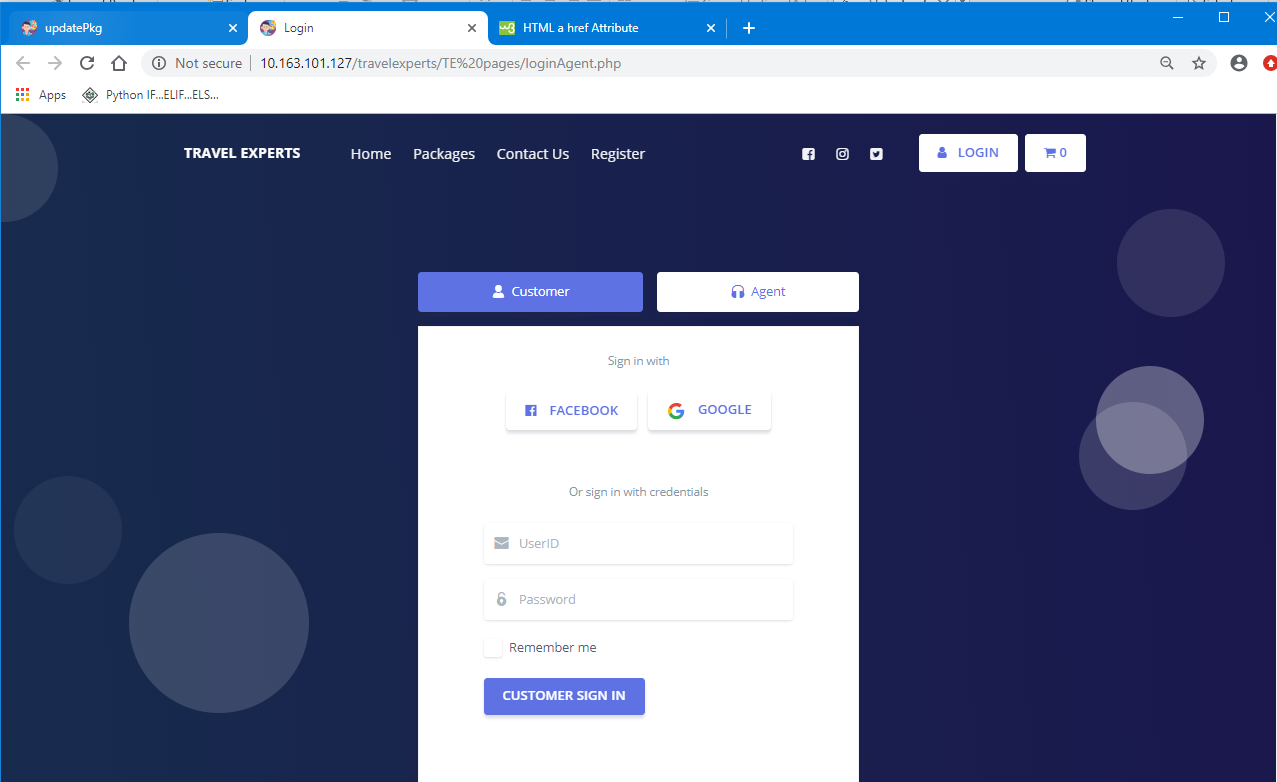 updatePkg
Login
HTML a href Attribute
Not secure
10.163.101.127/travelexperts/TE%20pages/loginAgent.php
Apps
Python IF...ELIF...ELS...
TRAVEL EXPERTS
Home
Packages
Contact Us
Register
LOGIN
0
Customer
Agent
Sign in with
FACEBOOK
GOOGLE
Or sign in with credentials
UserID
Password
Remember me
CUSTOMER SIGN IN